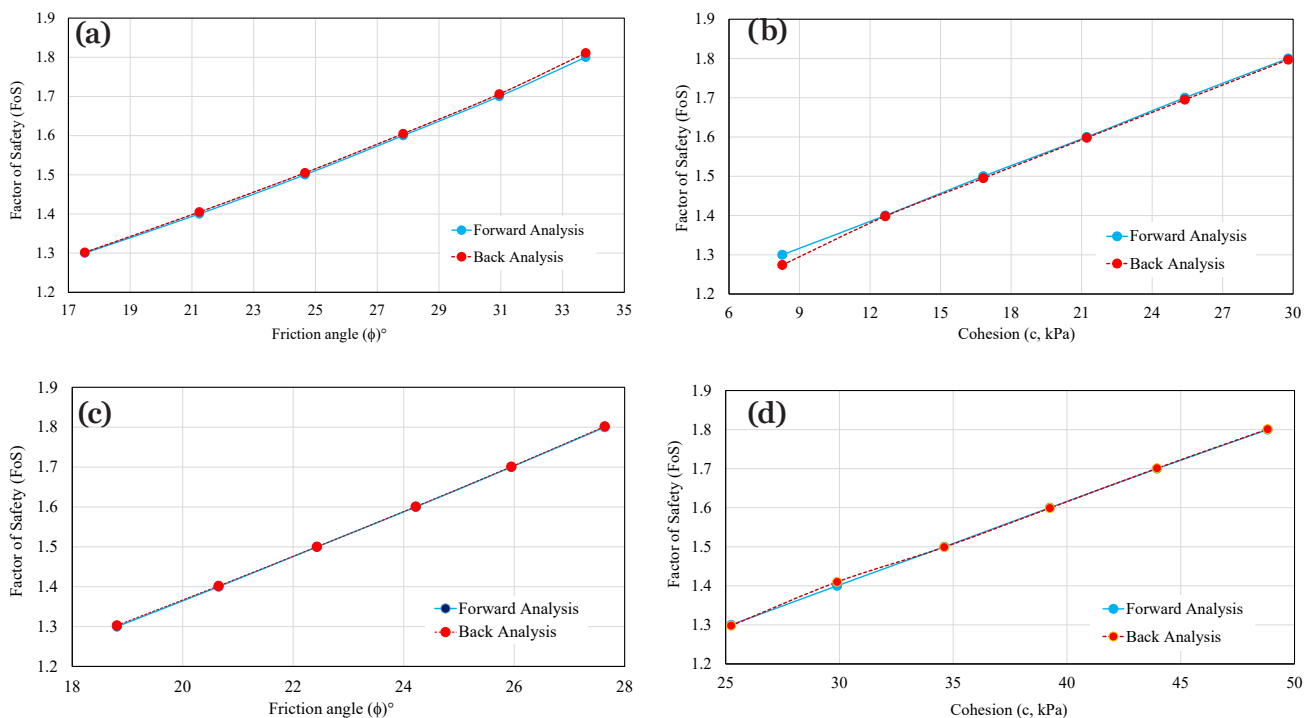 (a)
1.9
1.8
1.7
1.6
1.5
1.4
1.3
1.2
Factor of Safety (FoS)
Forward Analysis
Back Analysis
17 19 21 23 25 27 29 31 33 35
Friction angle (ϕ)°
(b)
1.9
1.8
1.7
1.6
1.5
1.4
1.3
1.2
Factor of Safety (FoS)
Forward Analysis
Back Analysis
6 9 12 15 18 21 24 27 30
Cohesion (c, kPa)
(c)
1.9
1.8
1.7
1.6
1.5
1.4
1.3
1.2
Factor of Safety (FoS)
Forward Analysis
Back Analysis
18 20 22 24 26 28
Friction angle (ϕ)°
(d)
1.9
1.8
1.7
1.6
1.5
1.4
1.3
1.2
Factor of Safety (FoS)
Forward Analysis
Back Analysis
25 30 35 40 45 50
Cohesion (c, kPa)